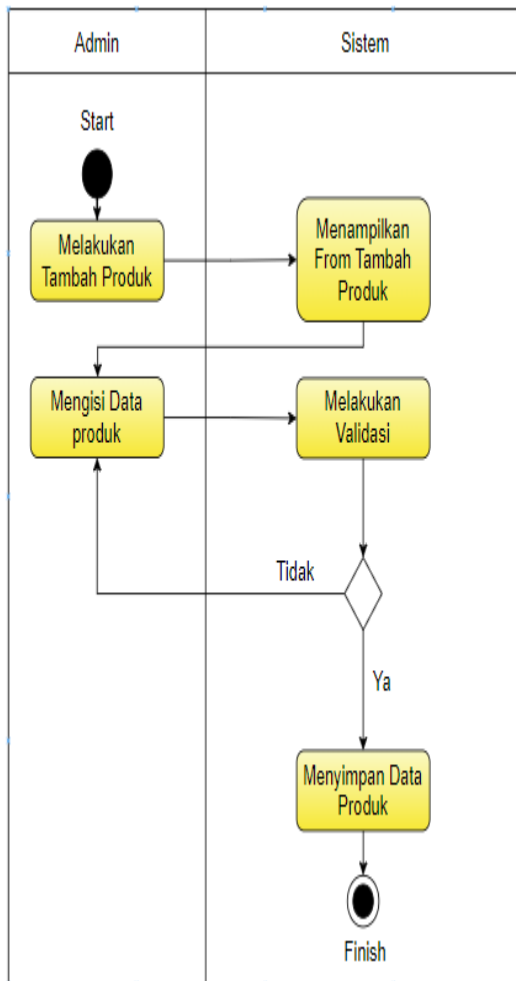 Admin
Sistem
Start
Melakukan
Tambah Produk
Menampilkan
From Tambah
Produk
Mengisi Data
produk
Melakukan
Validasi
Tidak
Ya
Menyimpan Data
Produk
Finish